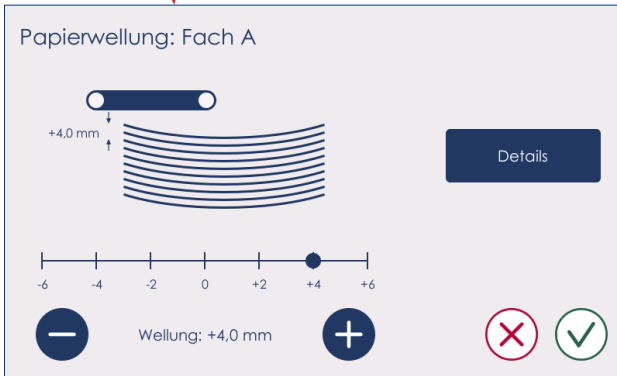 Papierwellung: Fach A
+4,0 mm
Details
-6 -4 -2 0 +2 +4 +6
Wellung: +4,0 mm